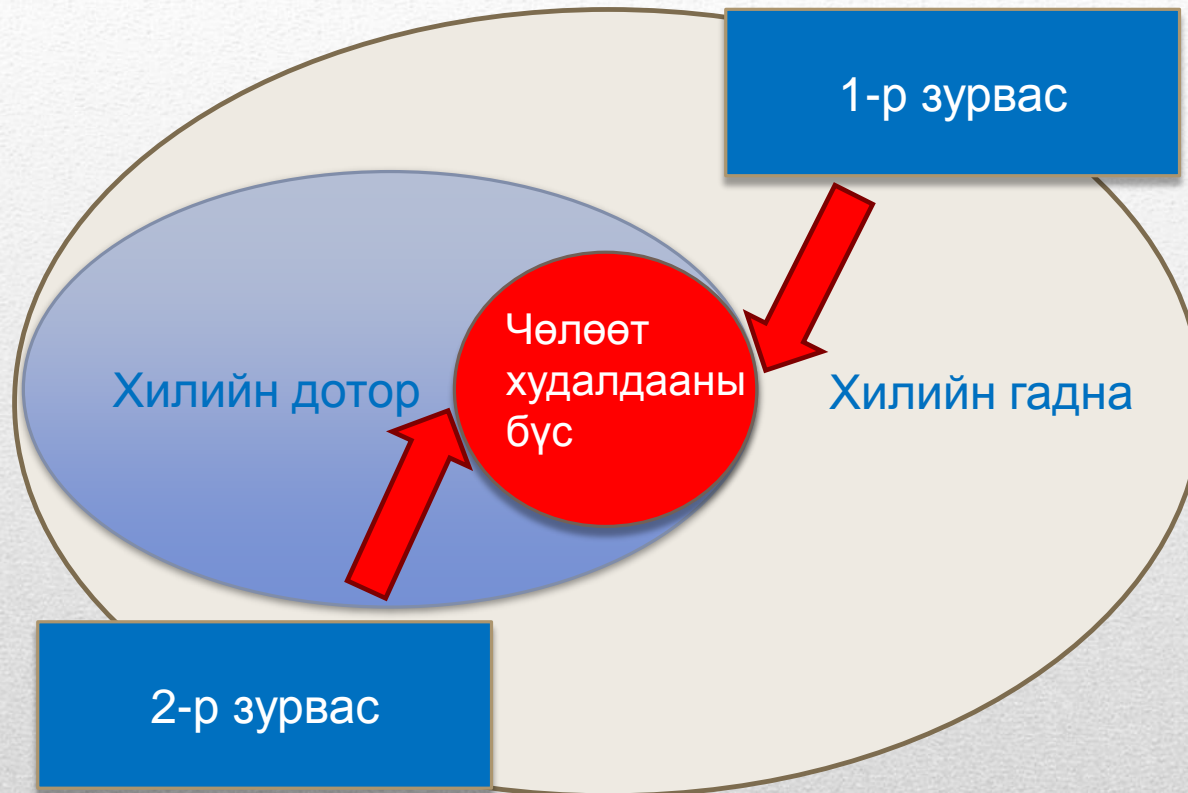 1-р зурвас
Чөлөөт
худалдааны
бүс
Хилийн дотор
Хилийн гадна
2-р зурвас